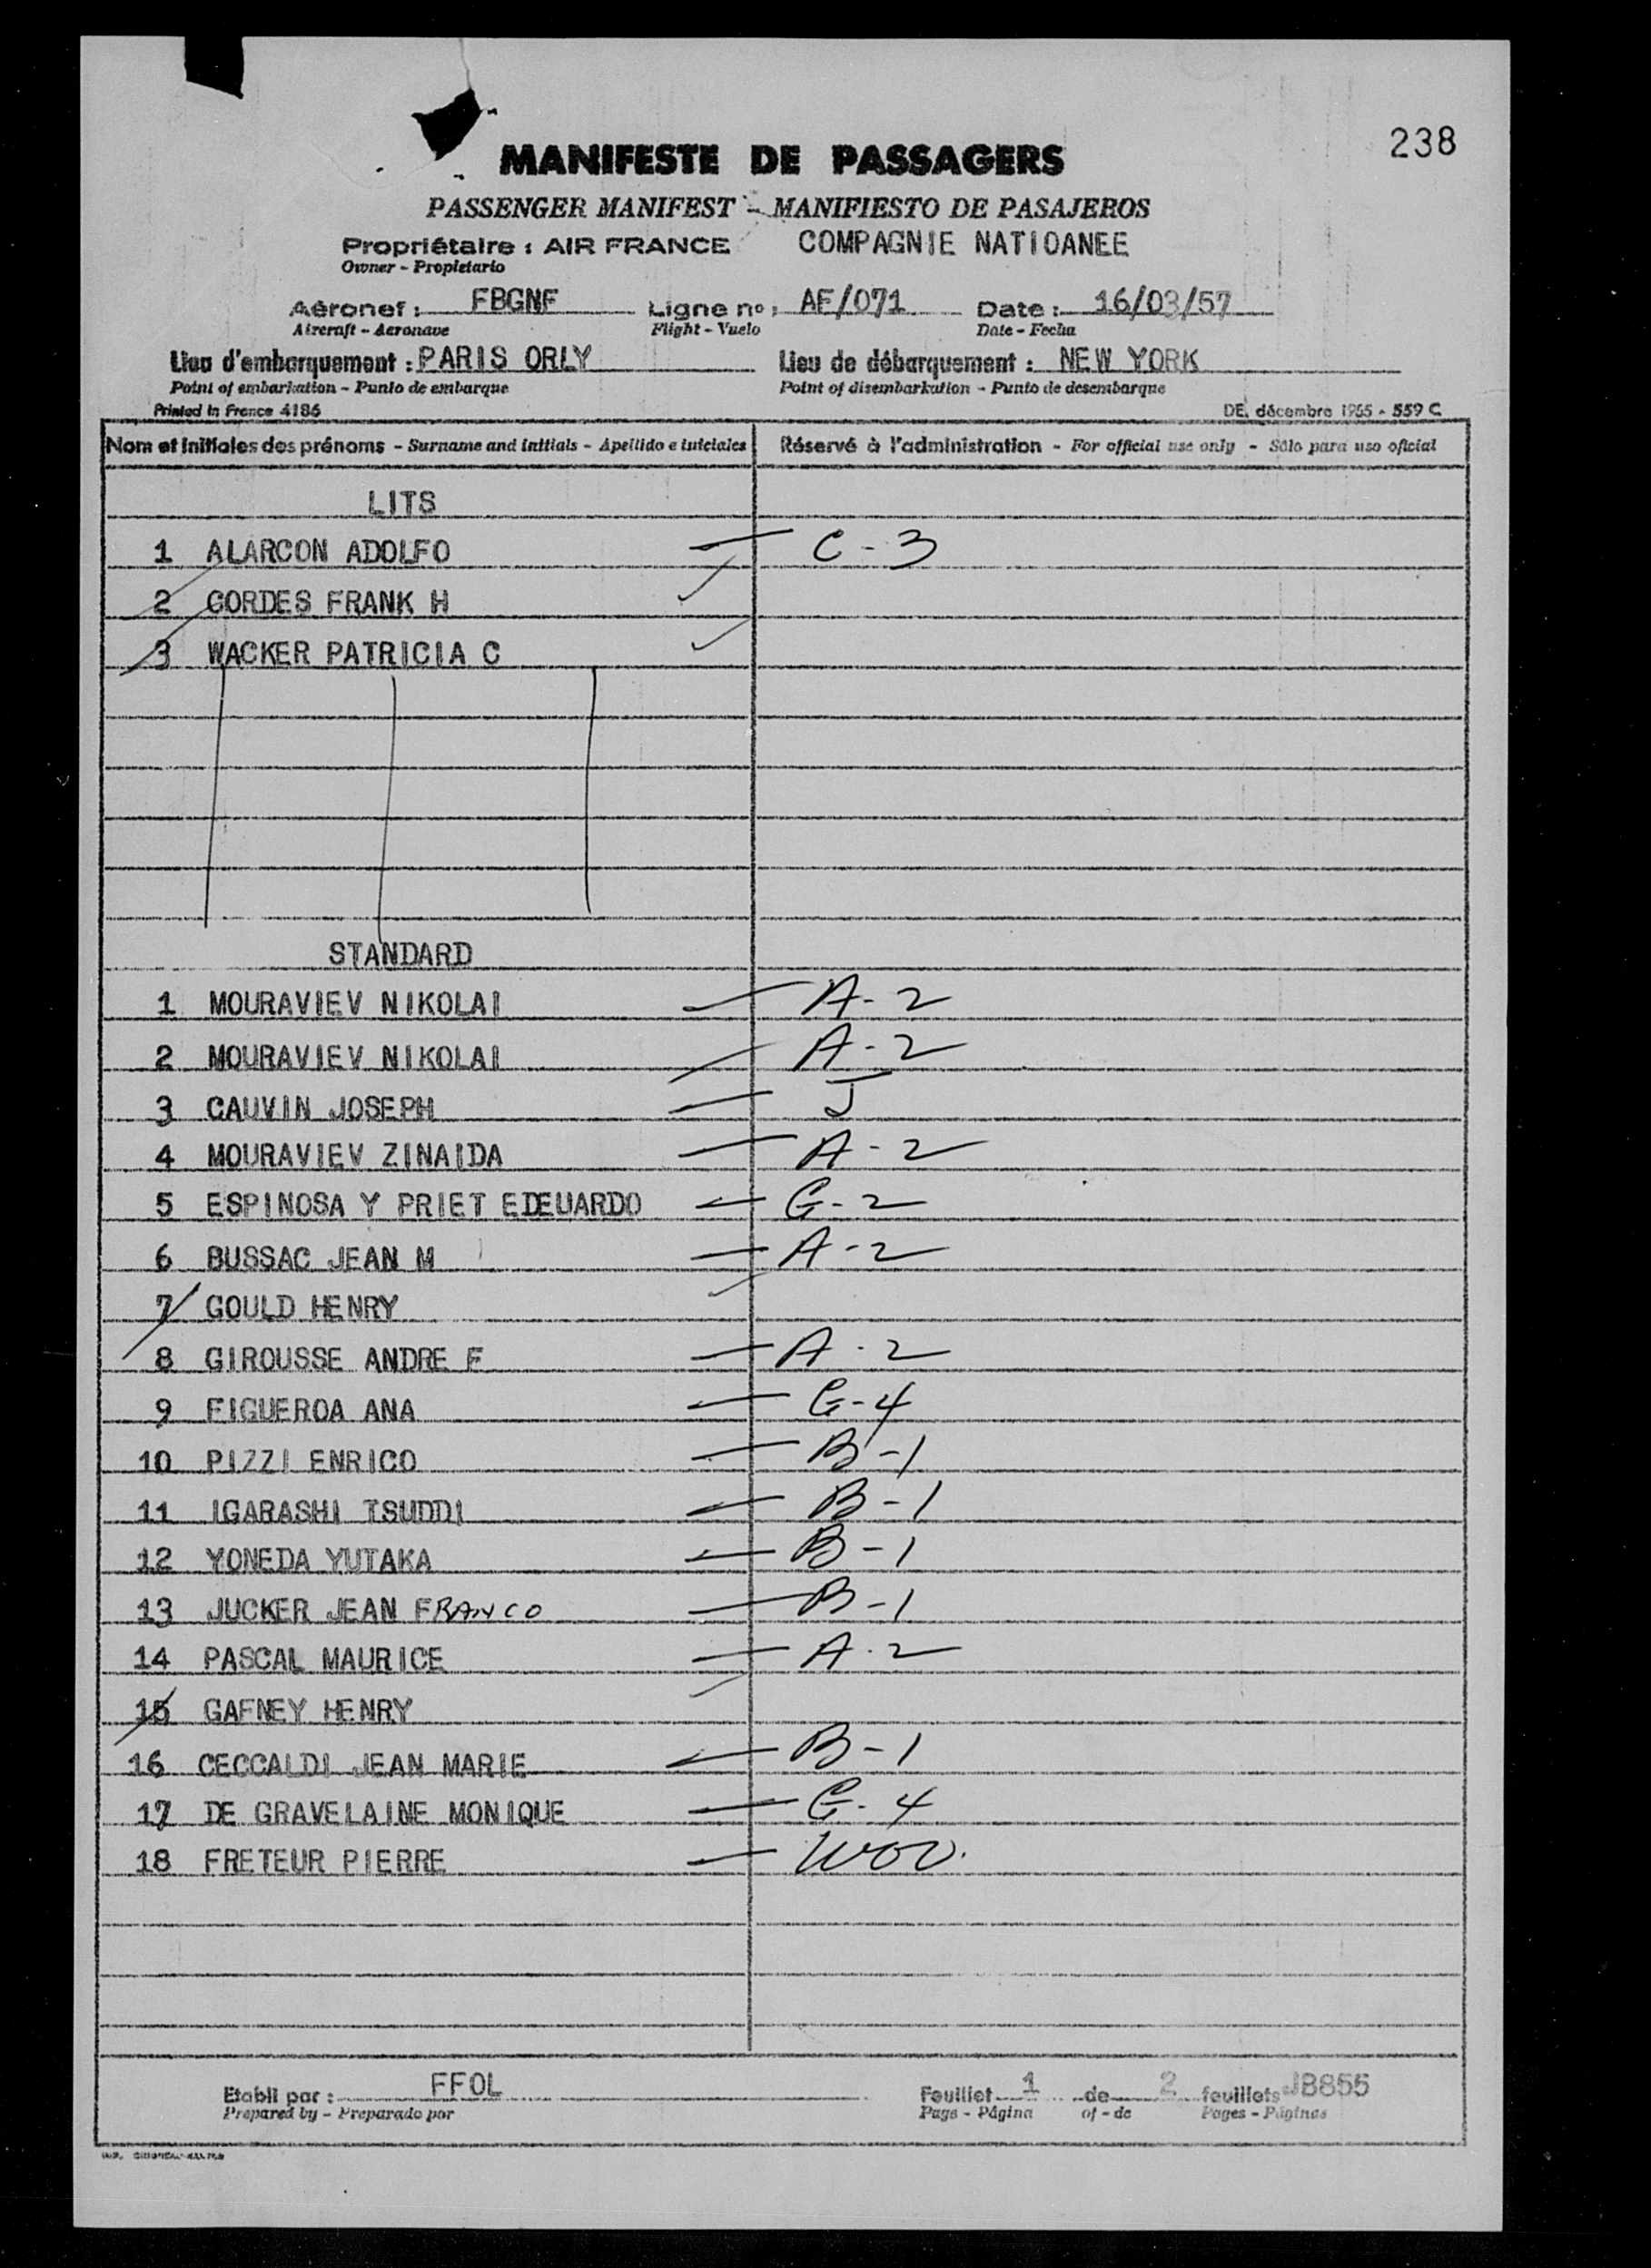 238
MANIFESTE DE PASSAGERS
PASSENGER MANIFEST - MANIFIESTO DE PASAJEROS
Propriétaire : AIR FRANCE COMPAGNIE NATIOANEE
Owner - Propietario
Aéronef : FBGNF Ligne no : AF/071 Date : 16/03/57
Aircraft - Aeronave Flight - Vuelo Date - Fecha
Lieu d'embarquement : PARIS ORLY Lieu de débarquement : NEW YORK
Point of embarkation - Punto de embarque Point of disembarkation - Punto de desembarque
Printed in France 4186 DE. décembre 1955 - 559 C
Nom et initiales des prénoms - Surname and initials - Apellido e iniciales Réservé à l'administration - For official use only - Sólo para uso oficial
LITS
1 ALARCON ADOLFO C-3
2 CORDES FRANK H
3 WACKER PATRICIA C
STANDARD
1 MOURAVIEV NIKOLAI A-2
2 MOURAVIEV NIKOLAI A-2
3 CAUVIN JOSEPH J
4 MOURAVIEV ZINAIDA A-2
5 ESPINOSA Y PRIET EDEUARDO G-2
6 BUSSAC JEAN M A-2
7 GOULD HENRY
8 GIROUSSE ANDRE F A-2
9 FIGUEROA ANA G-4
10 PIZZI ENRICO B-1
11 IGARASHI TSUDDI B-1
12 YONEDA YUTAKA B-1
13 JUCKER JEAN FRANCO B-1
14 PASCAL MAURICE A-2
15 GAFNEY HENRY
16 CECCALDI JEAN MARIE B-1
17 DE GRAVELAINE MONIQUE G-4
18 FRETEUR PIERRE WOV.
Etabli par : FFOL Feuillet 1 de 2 feuillets JB855
Prepared by - Preparado por Page - Página of - de Pages - Páginas